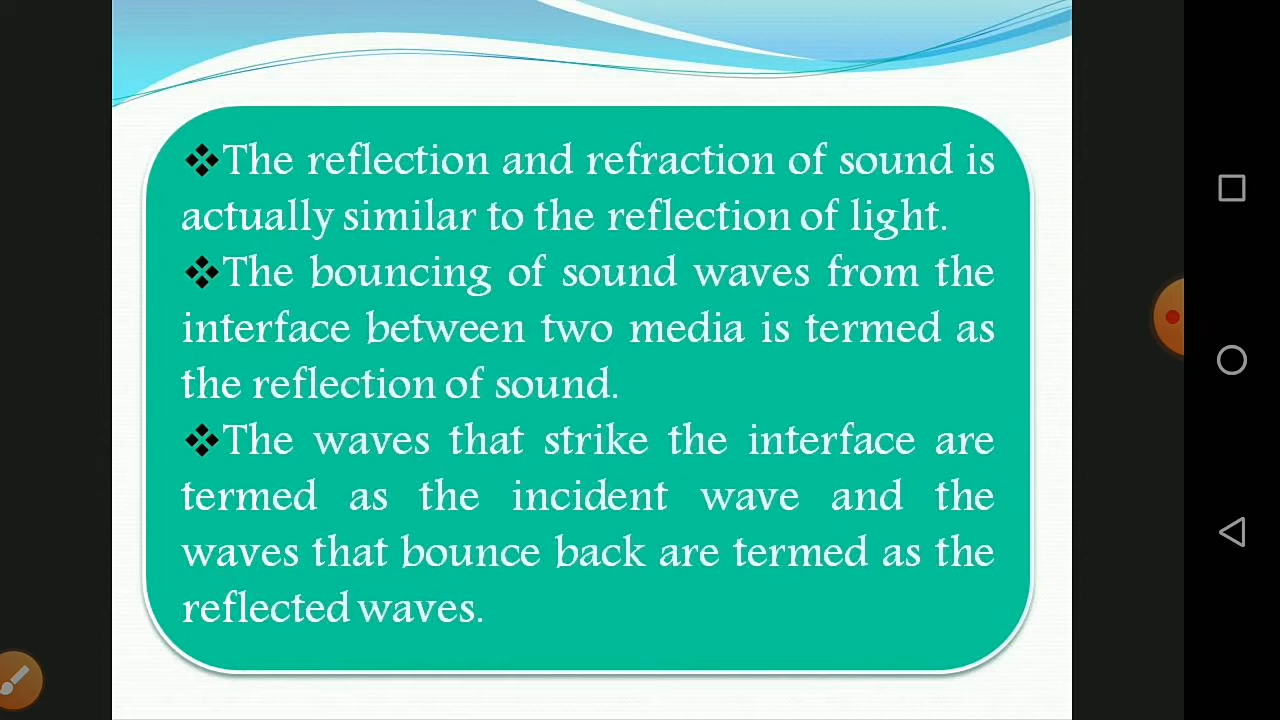 ❖The reflection and refraction of sound is
actually similar to the reflection of light.
❖The bouncing of sound waves from the
interface between two media is termed as
the reflection of sound.
❖The waves that strike the interface are
termed as the incident wave and the
waves that bounce back are termed as the
reflected waves.